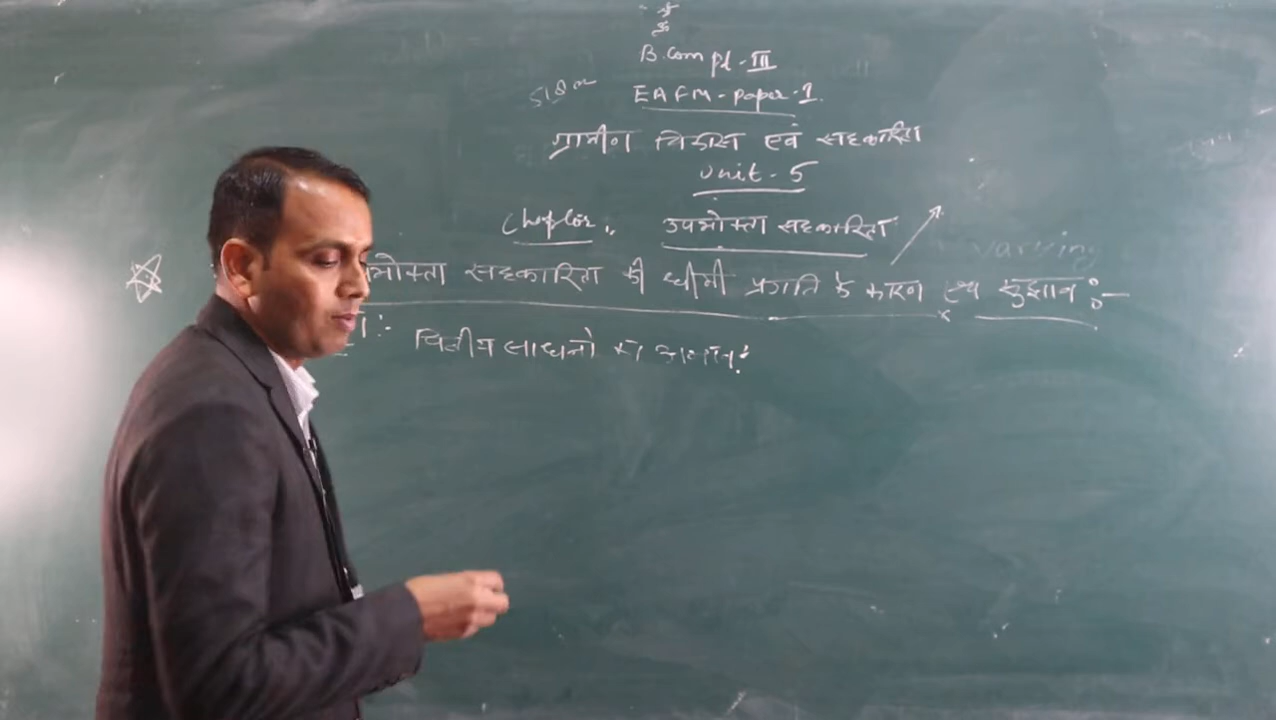 B.Com pt-III
EAFM-Paper-1.
ग्रामीण विकास एवं सहकारिता
Unit-5
Chapter. उपभोक्ता सहकारिता
varying
भोक्ता सहकारिता की धीमी प्रगति के कारण एवं सुझाव :-
वित्तीय साधनों का अभाव :